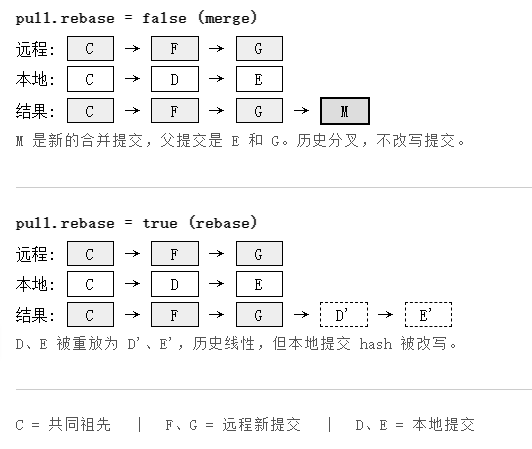 pull.rebase = false (merge)
远程: C → F → G
本地: C → D → E
结果: C → F → G → M
M 是新的合并提交，父提交是 E 和 G。历史分叉，不改写提交。
pull.rebase = true (rebase)
远程: C → F → G
本地: C → D → E
结果: C → F → G → D' → E'
D、E 被重放为 D'、E'，历史线性，但本地提交 hash 被改写。
C = 共同祖先 | F、G = 远程新提交 | D、E = 本地提交